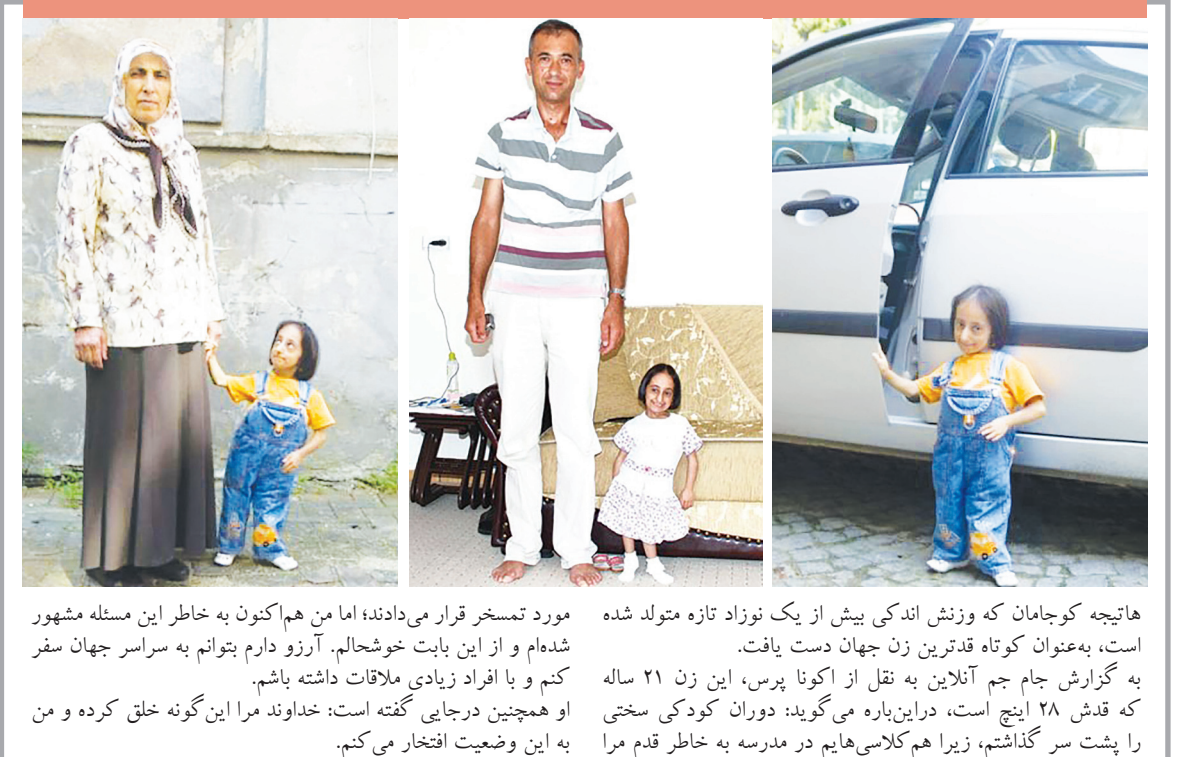 هاتیجه کوجامان که وزنش اندکی بیش از یک نوزاد تازه متولد شده
است، به‌عنوان کوتاه قدترین زن جهان دست یافت.
به گزارش جام جم آنلاین به نقل از اکونا پرس، این زن ۲۱ ساله
که قدش ۲۸ اینچ است، دراین‌باره می‌گوید: دوران کودکی سختی
را پشت سر گذاشتم، زیرا هم‌کلاسی‌هایم در مدرسه به خاطر قدم مرا
مورد تمسخر قرار می‌دادند؛ اما من هم‌اکنون به خاطر این مسئله مشهور
شده‌ام و از این بابت خوشحالم. آرزو دارم بتوانم به سراسر جهان سفر
کنم و با افراد زیادی ملاقات داشته باشم.
او همچنین درجایی گفته است: خداوند مرا این‌گونه خلق کرده و من
به این وضعیت افتخار می‌کنم.